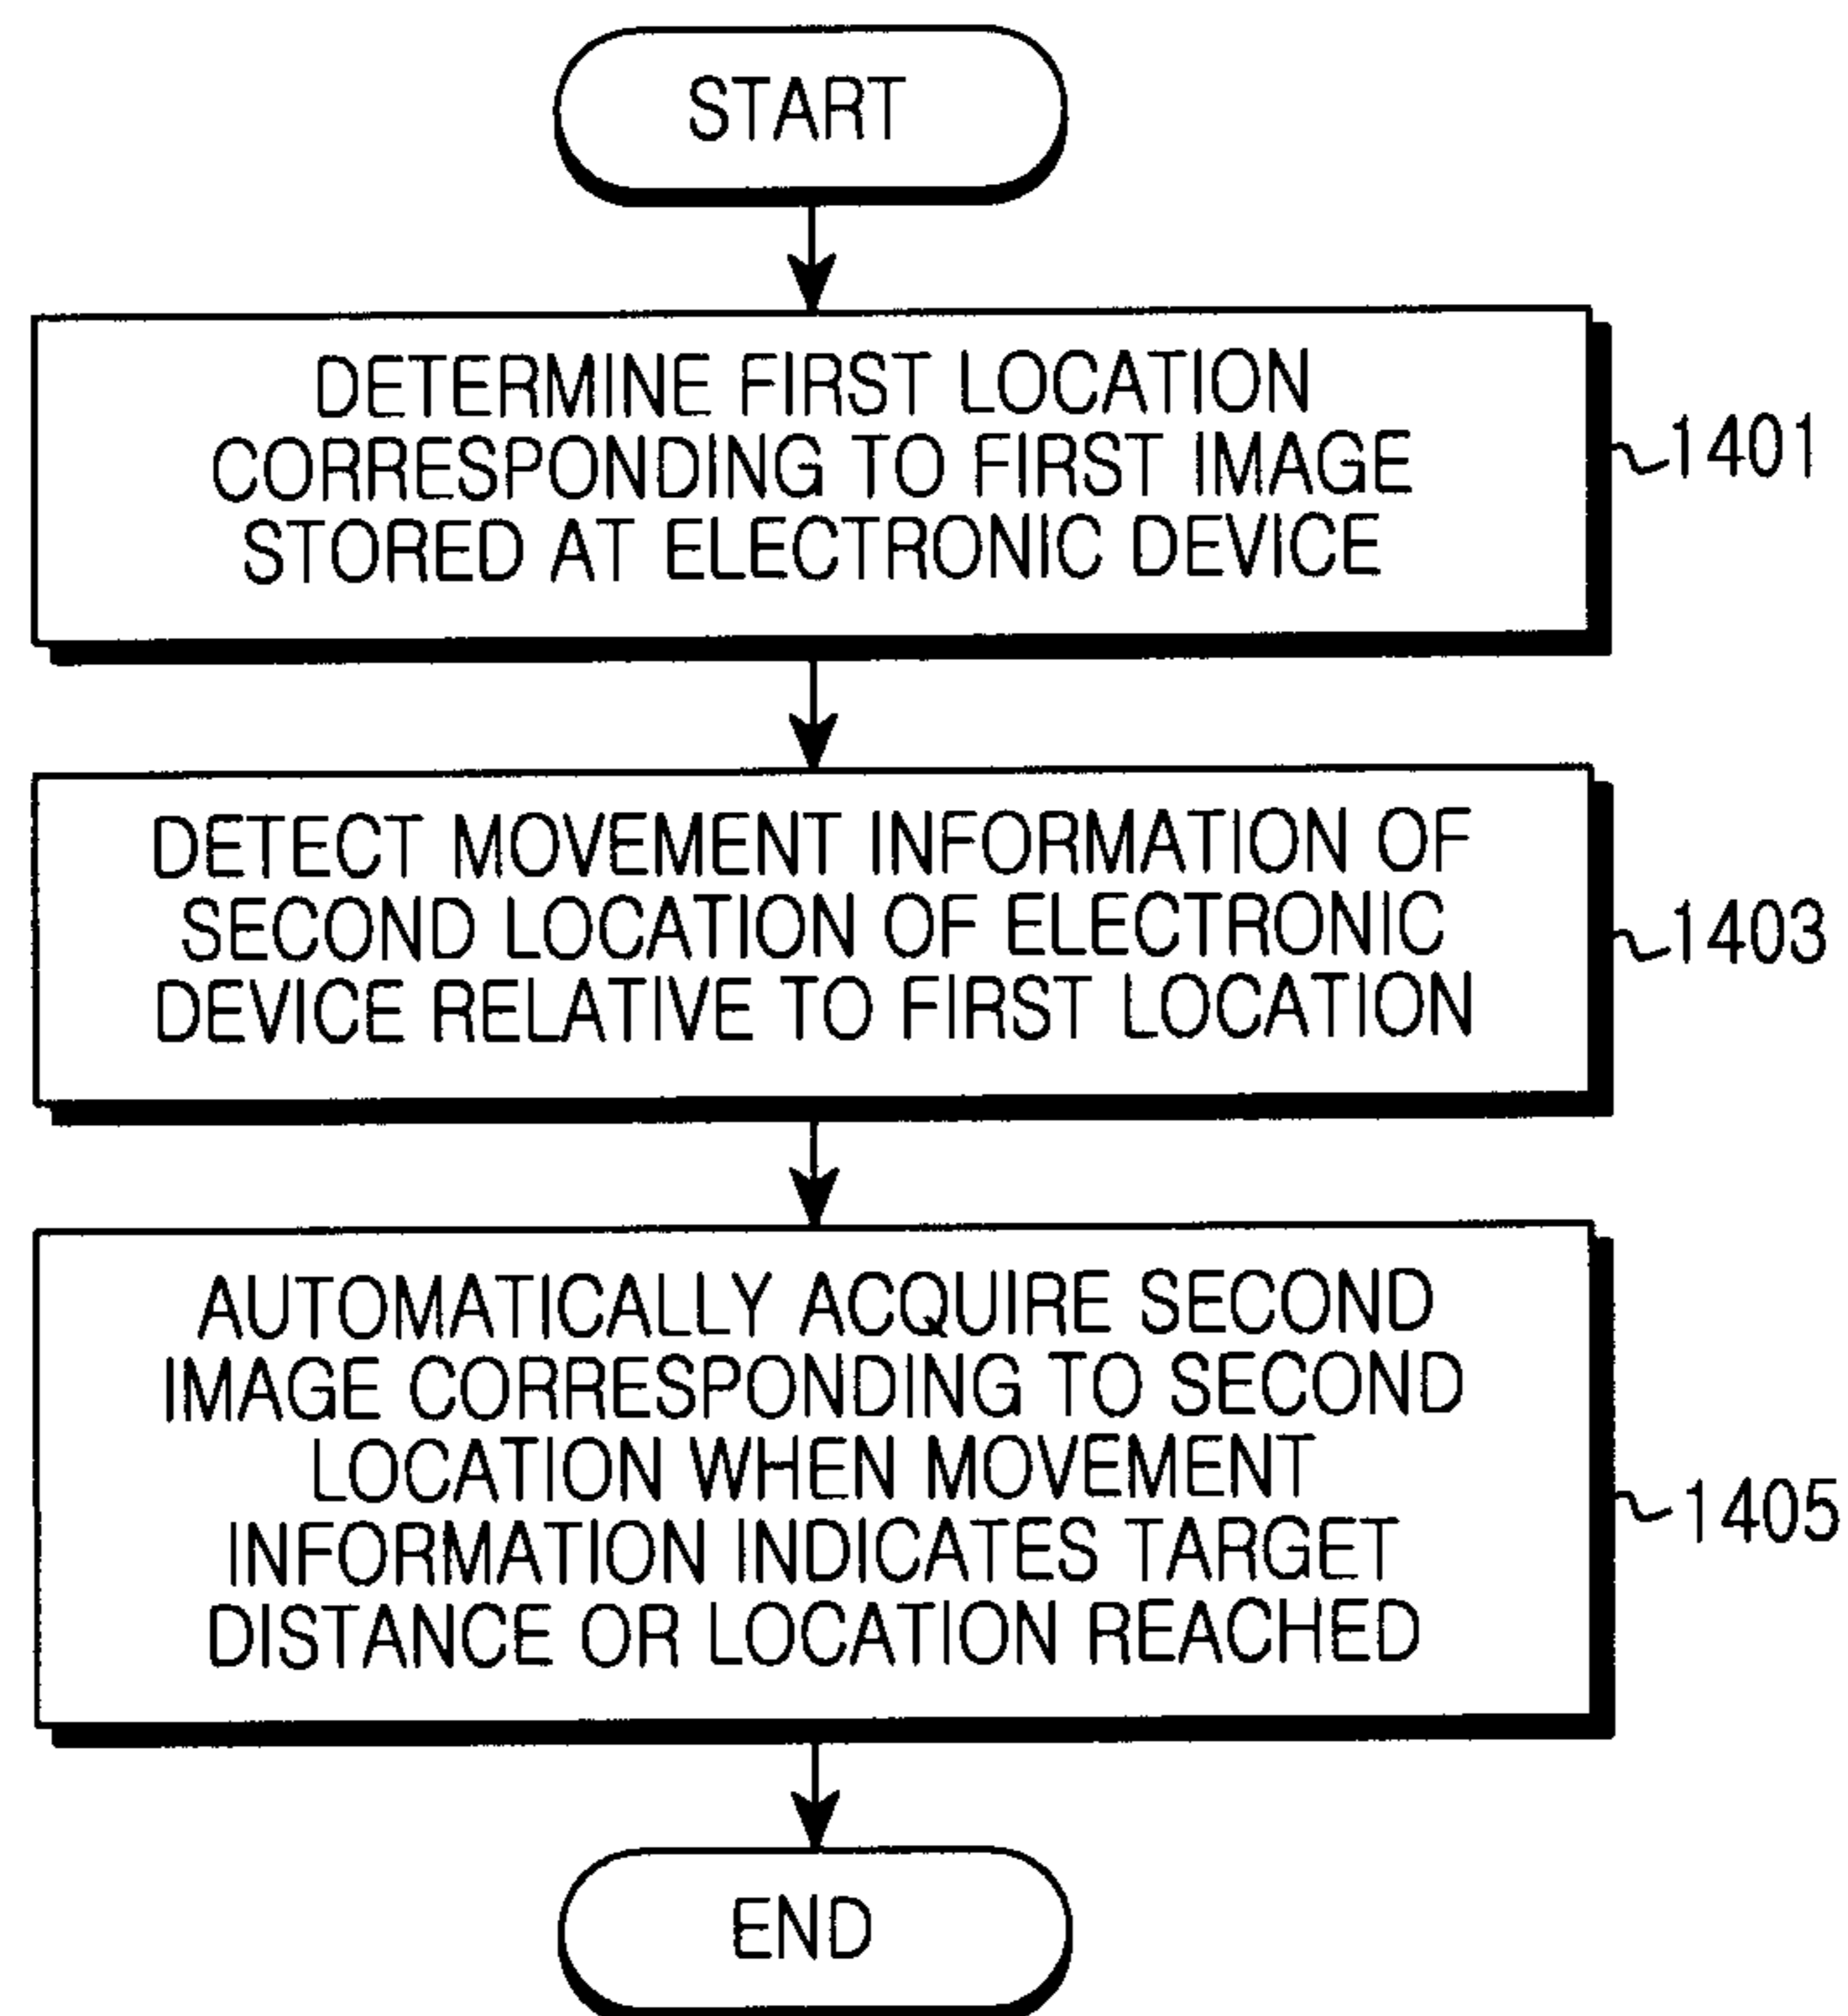 START
DETERMINE FIRST LOCATION
CORRESPONDING TO FIRST IMAGE
STORED AT ELECTRONIC DEVICE
1401
DETECT MOVEMENT INFORMATION OF
SECOND LOCATION OF ELECTRONIC
DEVICE RELATIVE TO FIRST LOCATION
1403
AUTOMATICALLY ACQUIRE SECOND
IMAGE CORRESPONDING TO SECOND
LOCATION WHEN MOVEMENT
INFORMATION INDICATES TARGET
DISTANCE OR LOCATION REACHED
1405
END